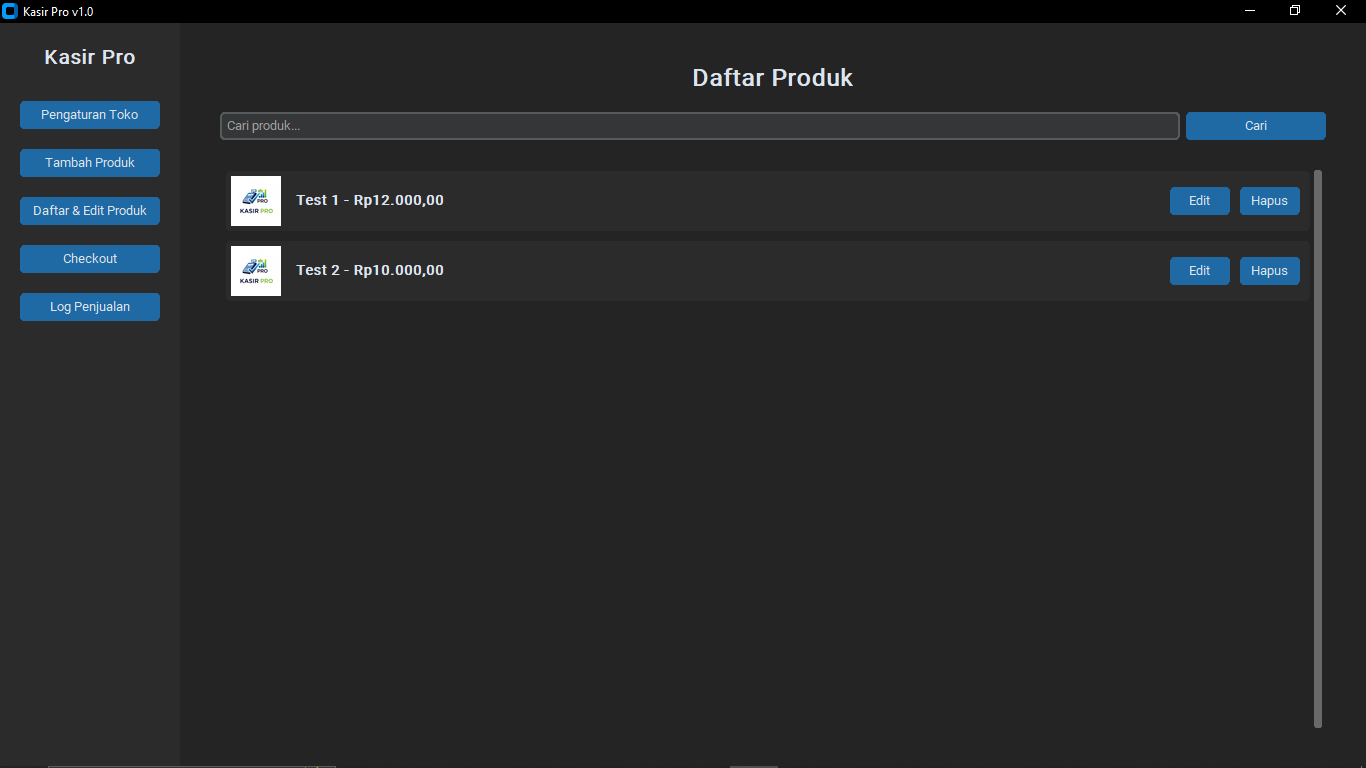 Kasir Pro v1.0
Kasir Pro
Pengaturan Toko
Tambah Produk
Daftar & Edit Produk
Checkout
Log Penjualan
Daftar Produk
Cari produk...
Cari
PRO
KASIR PRO
Test 1 - Rp12.000,00
Edit
Hapus
PRO
KASIR PRO
Test 2 - Rp10.000,00
Edit
Hapus